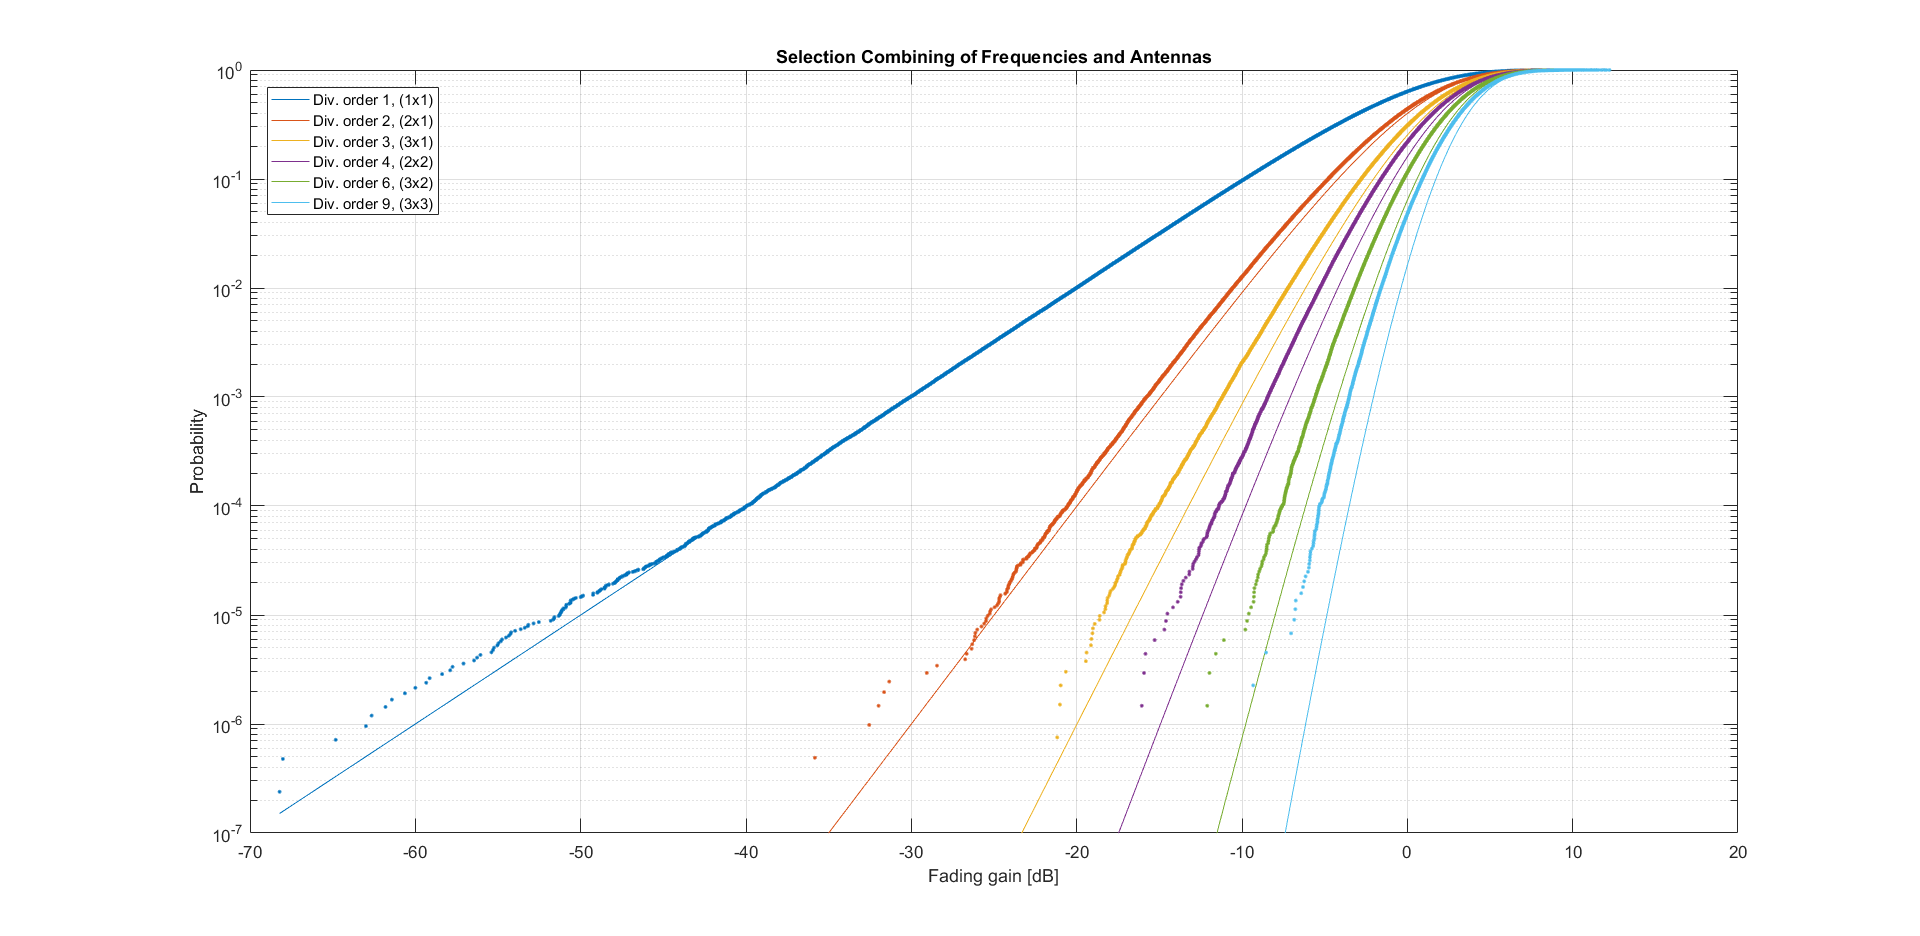 Selection Combining of Frequencies and Antennas
10^0
10^-1
10^-2
10^-3
10^-4
10^-5
10^-6
10^-7
Probability
Div. order 1, (1x1)
Div. order 2, (2x1)
Div. order 3, (3x1)
Div. order 4, (2x2)
Div. order 6, (3x2)
Div. order 9, (3x3)
-70 -60 -50 -40 -30 -20 -10 0 10 20
Fading gain [dB]